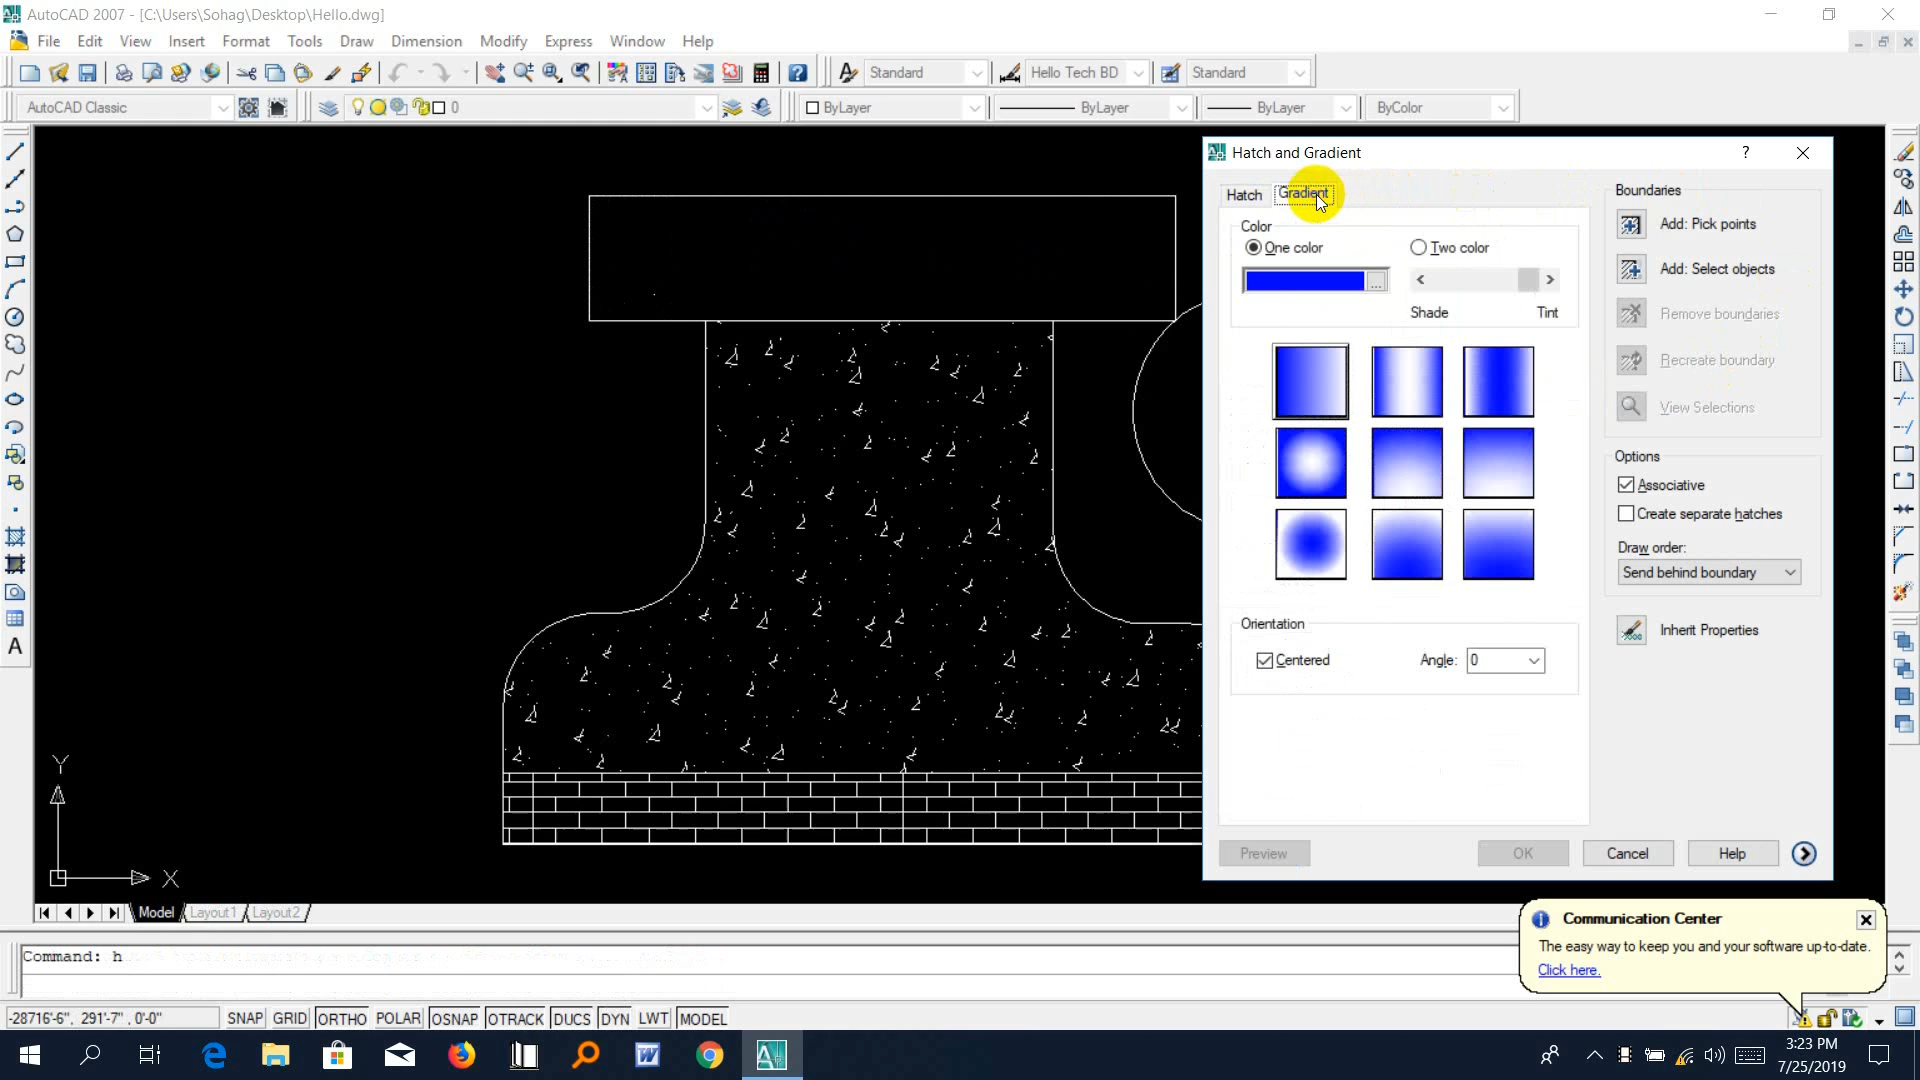 AutoCAD 2007 - [C:\Users\Sohag\Desktop\Hello.dwg]
File Edit View Insert Format Tools Draw Dimension Modify Express Window Help
Standard Hello Tech BD Standard
AutoCAD Classic 0 ByLayer ByLayer ByLayer ByColor
Hatch and Gradient ?
Hatch Gradient
Color
One color Two color
...
Shade Tint
Orientation
Centered Angle: 0
Boundaries
Add: Pick points
Add: Select objects
Remove boundaries
Recreate boundary
View Selections
Options
Associative
Create separate hatches
Draw order:
Send behind boundary
Inherit Properties
Preview OK Cancel Help
A
Y
X
Model Layout1 Layout2
Command: h
Communication Center
The easy way to keep you and your software up-to-date.
Click here.
-28716'-6", 291'-7" , 0'-0" SNAP GRID ORTHO POLAR OSNAP OTRACK DUCS DYN LWT MODEL
3:23 PM
7/25/2019